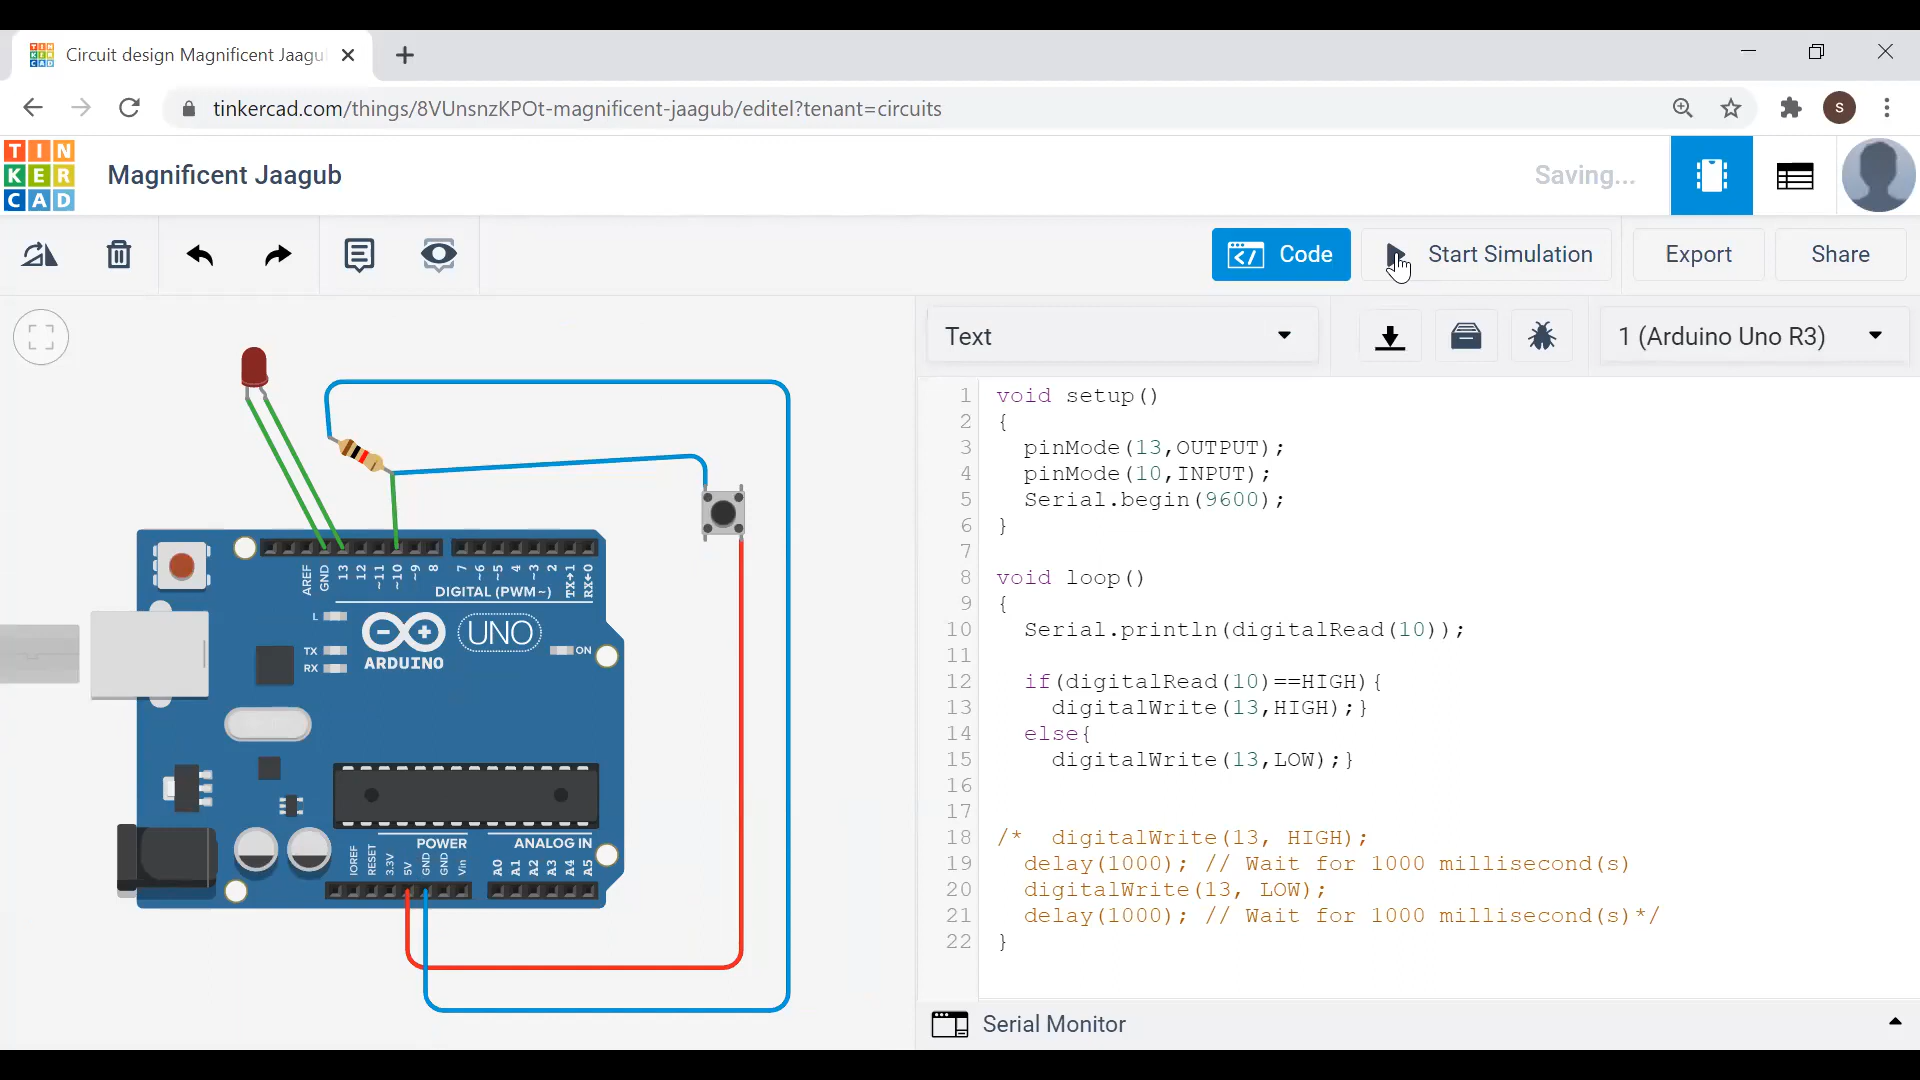 Circuit design Magnificent Jaagu
tinkercad.com/things/8VUnsnzKPOt-magnificent-jaagub/editel?tenant=circuits
S
TIN
KER
CAD
Magnificent Jaagub
Saving...
Code
Start Simulation
Export
Share
Text
1 (Arduino Uno R3)
1 void setup()
2 {
3 pinMode(13,OUTPUT);
4 pinMode(10,INPUT);
5 Serial.begin(9600);
6 }
7
8 void loop()
9 {
10 Serial.println(digitalRead(10));
11
12 if(digitalRead(10)==HIGH){
13 digitalWrite(13,HIGH);}
14 else{
15 digitalWrite(13,LOW);}
16
17
18 /* digitalWrite(13, HIGH);
19 delay(1000); // Wait for 1000 millisecond(s)
20 digitalWrite(13, LOW);
21 delay(1000); // Wait for 1000 millisecond(s)*/
22 }
Serial Monitor
AREF GND 13 12 ~11 ~10 ~9 8 7 ~6 ~5 4 ~3 2 TX→1 RX←0
DIGITAL (PWM~)
L
TX
RX
UNO
ARDUINO
ON
POWER
ANALOG IN
IOREF RESET 3.3V 5V GND GND Vin A0 A1 A2 A3 A4 A5